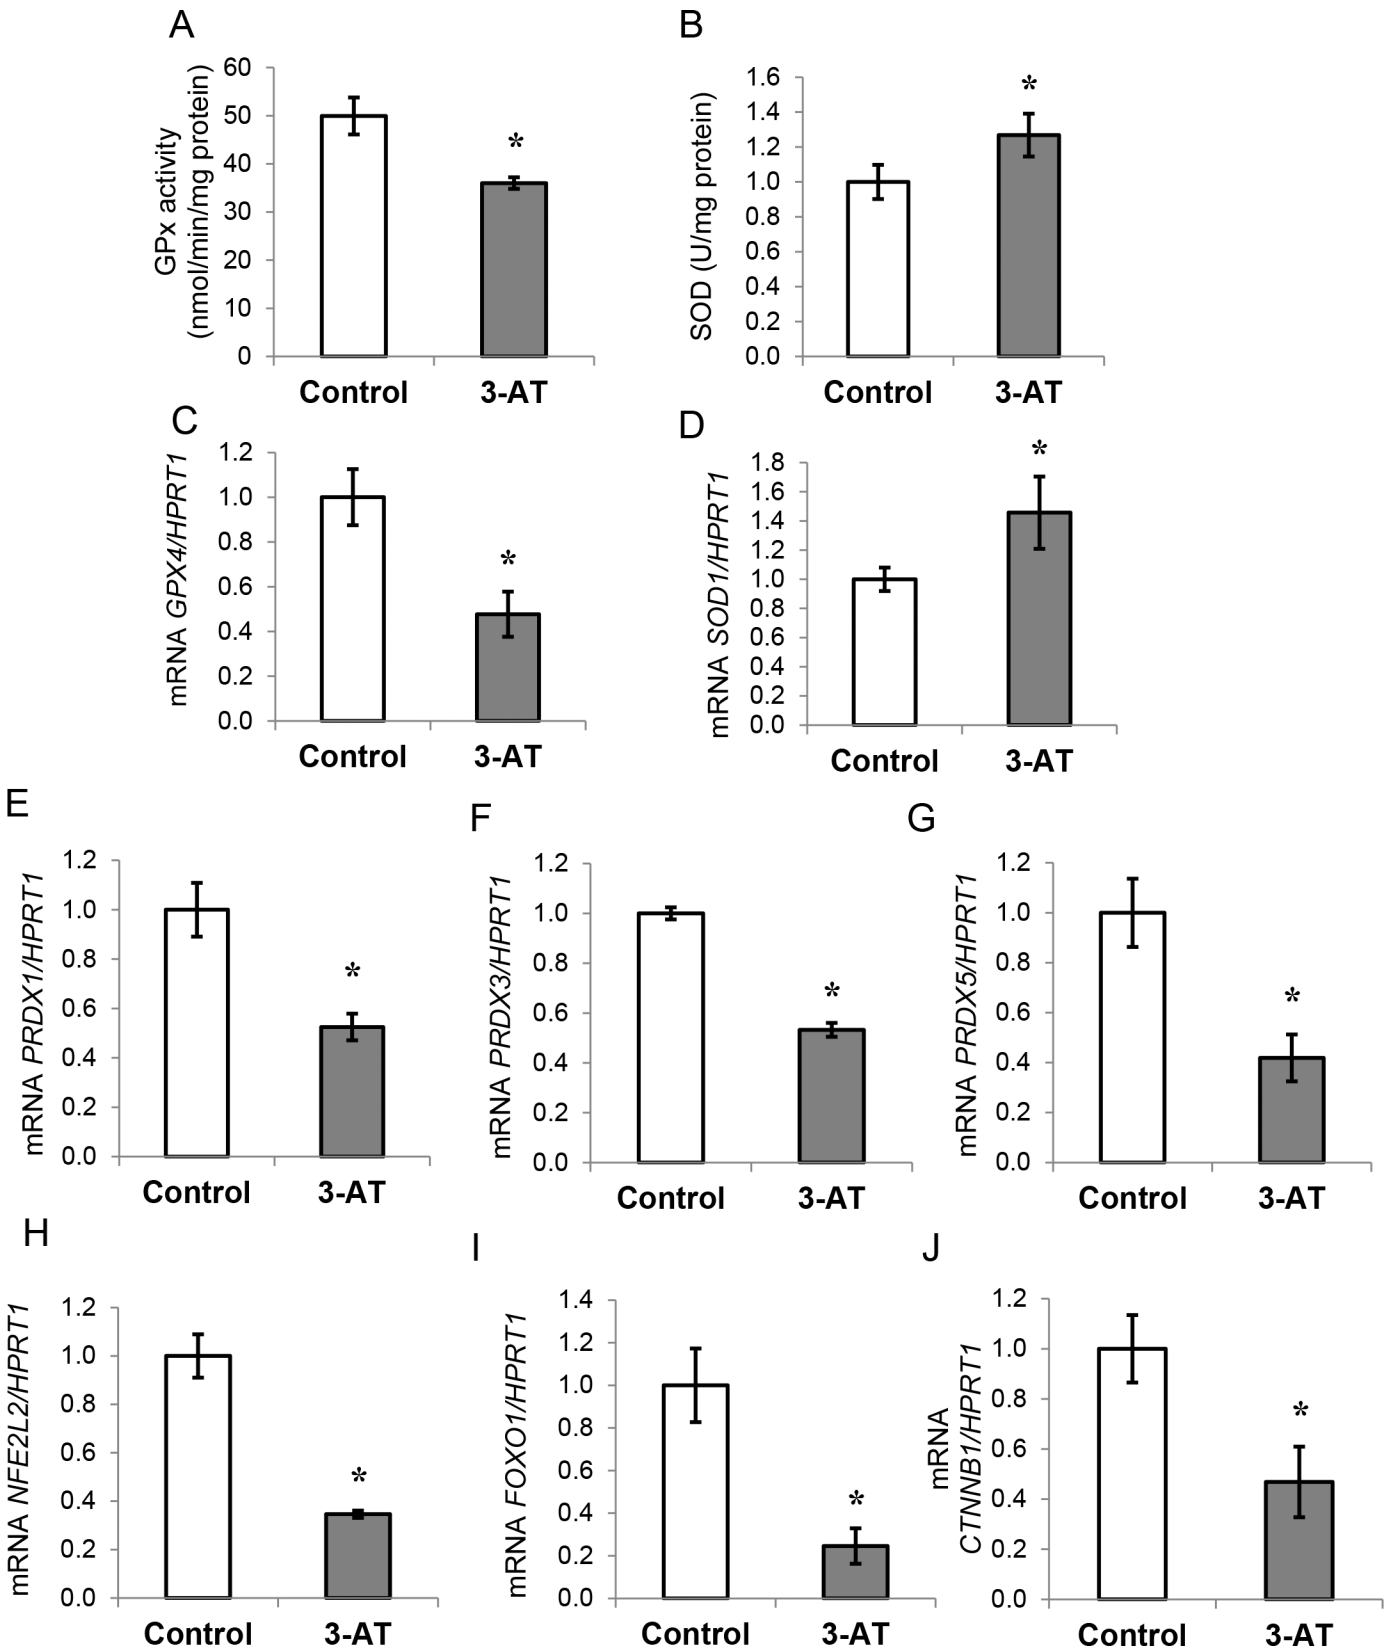 A
GPx activity
(nmol/min/mg protein)
60
50
40
30
20
10
0
*
Control
3-AT
B
SOD (U/mg protein)
1.6
1.4
1.2
1.0
0.8
0.6
0.4
0.2
0.0
*
Control
3-AT
C
mRNA GPX4/HPRT1
1.2
1.0
0.8
0.6
0.4
0.2
0.0
*
Control
3-AT
D
mRNA SOD1/HPRT1
1.8
1.6
1.4
1.2
1.0
0.8
0.6
0.4
0.2
0.0
*
Control
3-AT
E
mRNA PRDX1/HPRT1
1.2
1.0
0.8
0.6
0.4
0.2
0.0
*
Control
3-AT
F
mRNA PRDX3/HPRT1
1.2
1.0
0.8
0.6
0.4
0.2
0.0
*
Control
3-AT
G
mRNA PRDX5/HPRT1
1.2
1.0
0.8
0.6
0.4
0.2
0.0
*
Control
3-AT
H
mRNA NFE2L2/HPRT1
1.2
1.0
0.8
0.6
0.4
0.2
0.0
*
Control
3-AT
I
mRNA FOXO1/HPRT1
1.4
1.2
1.0
0.8
0.6
0.4
0.2
0.0
*
Control
3-AT
J
mRNA
CTNNB1/HPRT1
1.2
1.0
0.8
0.6
0.4
0.2
0.0
*
Control
3-AT